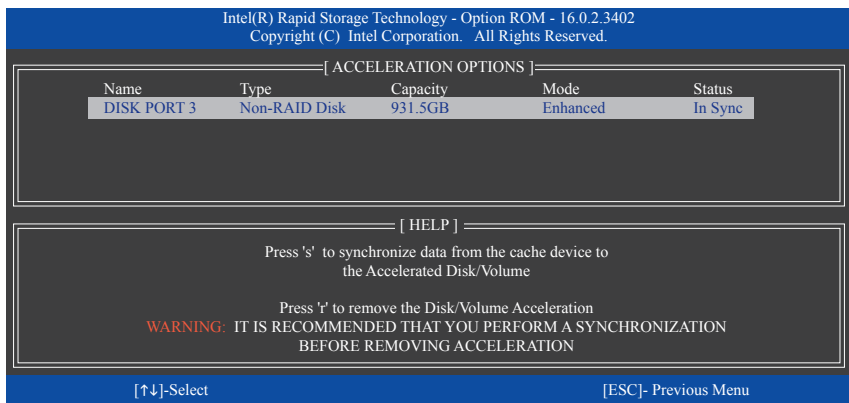 Intel(R) Rapid Storage Technology - Option ROM - 16.0.2.3402
Copyright (C) Intel Corporation. All Rights Reserved.
[ ACCELERATION OPTIONS ]
Name Type Capacity Mode Status
DISK PORT 3 Non-RAID Disk 931.5GB Enhanced In Sync
[ HELP ]
Press 's' to synchronize data from the cache device to
the Accelerated Disk/Volume
Press 'r' to remove the Disk/Volume Acceleration
WARNING: IT IS RECOMMENDED THAT YOU PERFORM A SYNCHRONIZATION
BEFORE REMOVING ACCELERATION
[↑↓]-Select [ESC]- Previous Menu